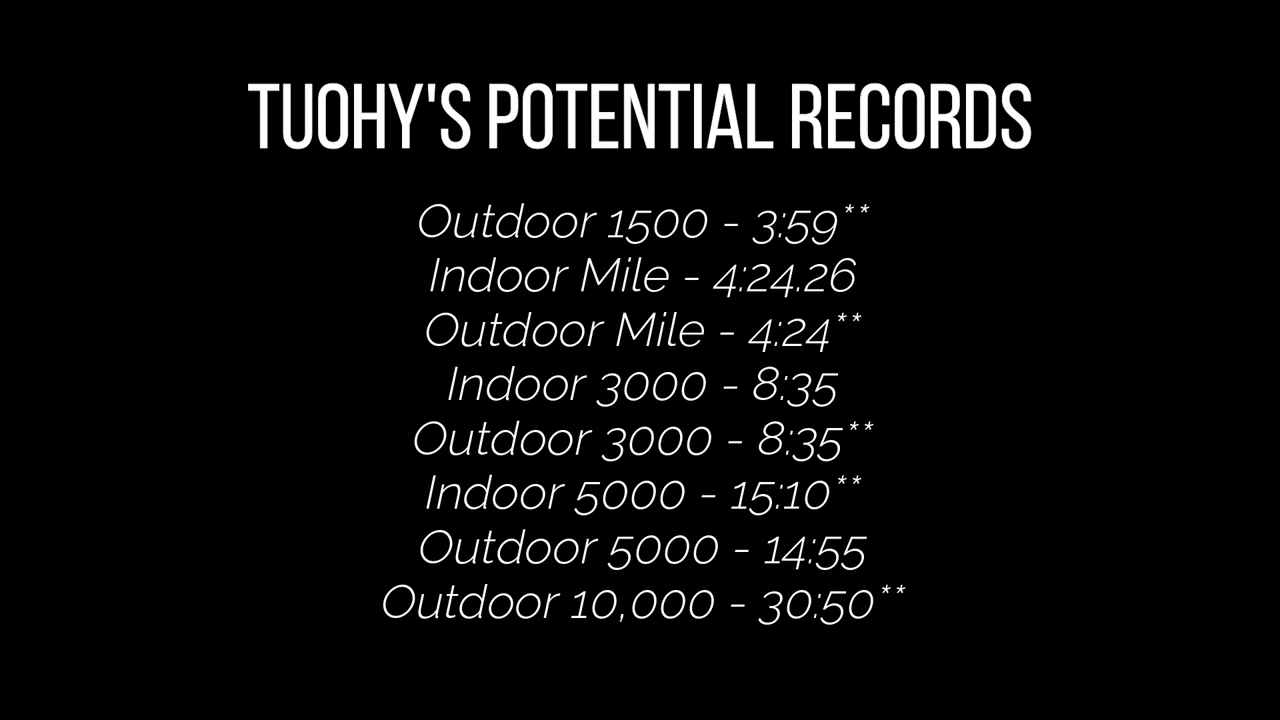 TUOHY'S POTENTIAL RECORDS
Outdoor 1500 - 3:59**
Indoor Mile - 4:24.26
Outdoor Mile - 4:24**
Indoor 3000 - 8:35
Outdoor 3000 - 8:35**
Indoor 5000 - 15:10**
Outdoor 5000 - 14:55
Outdoor 10,000 - 30:50**